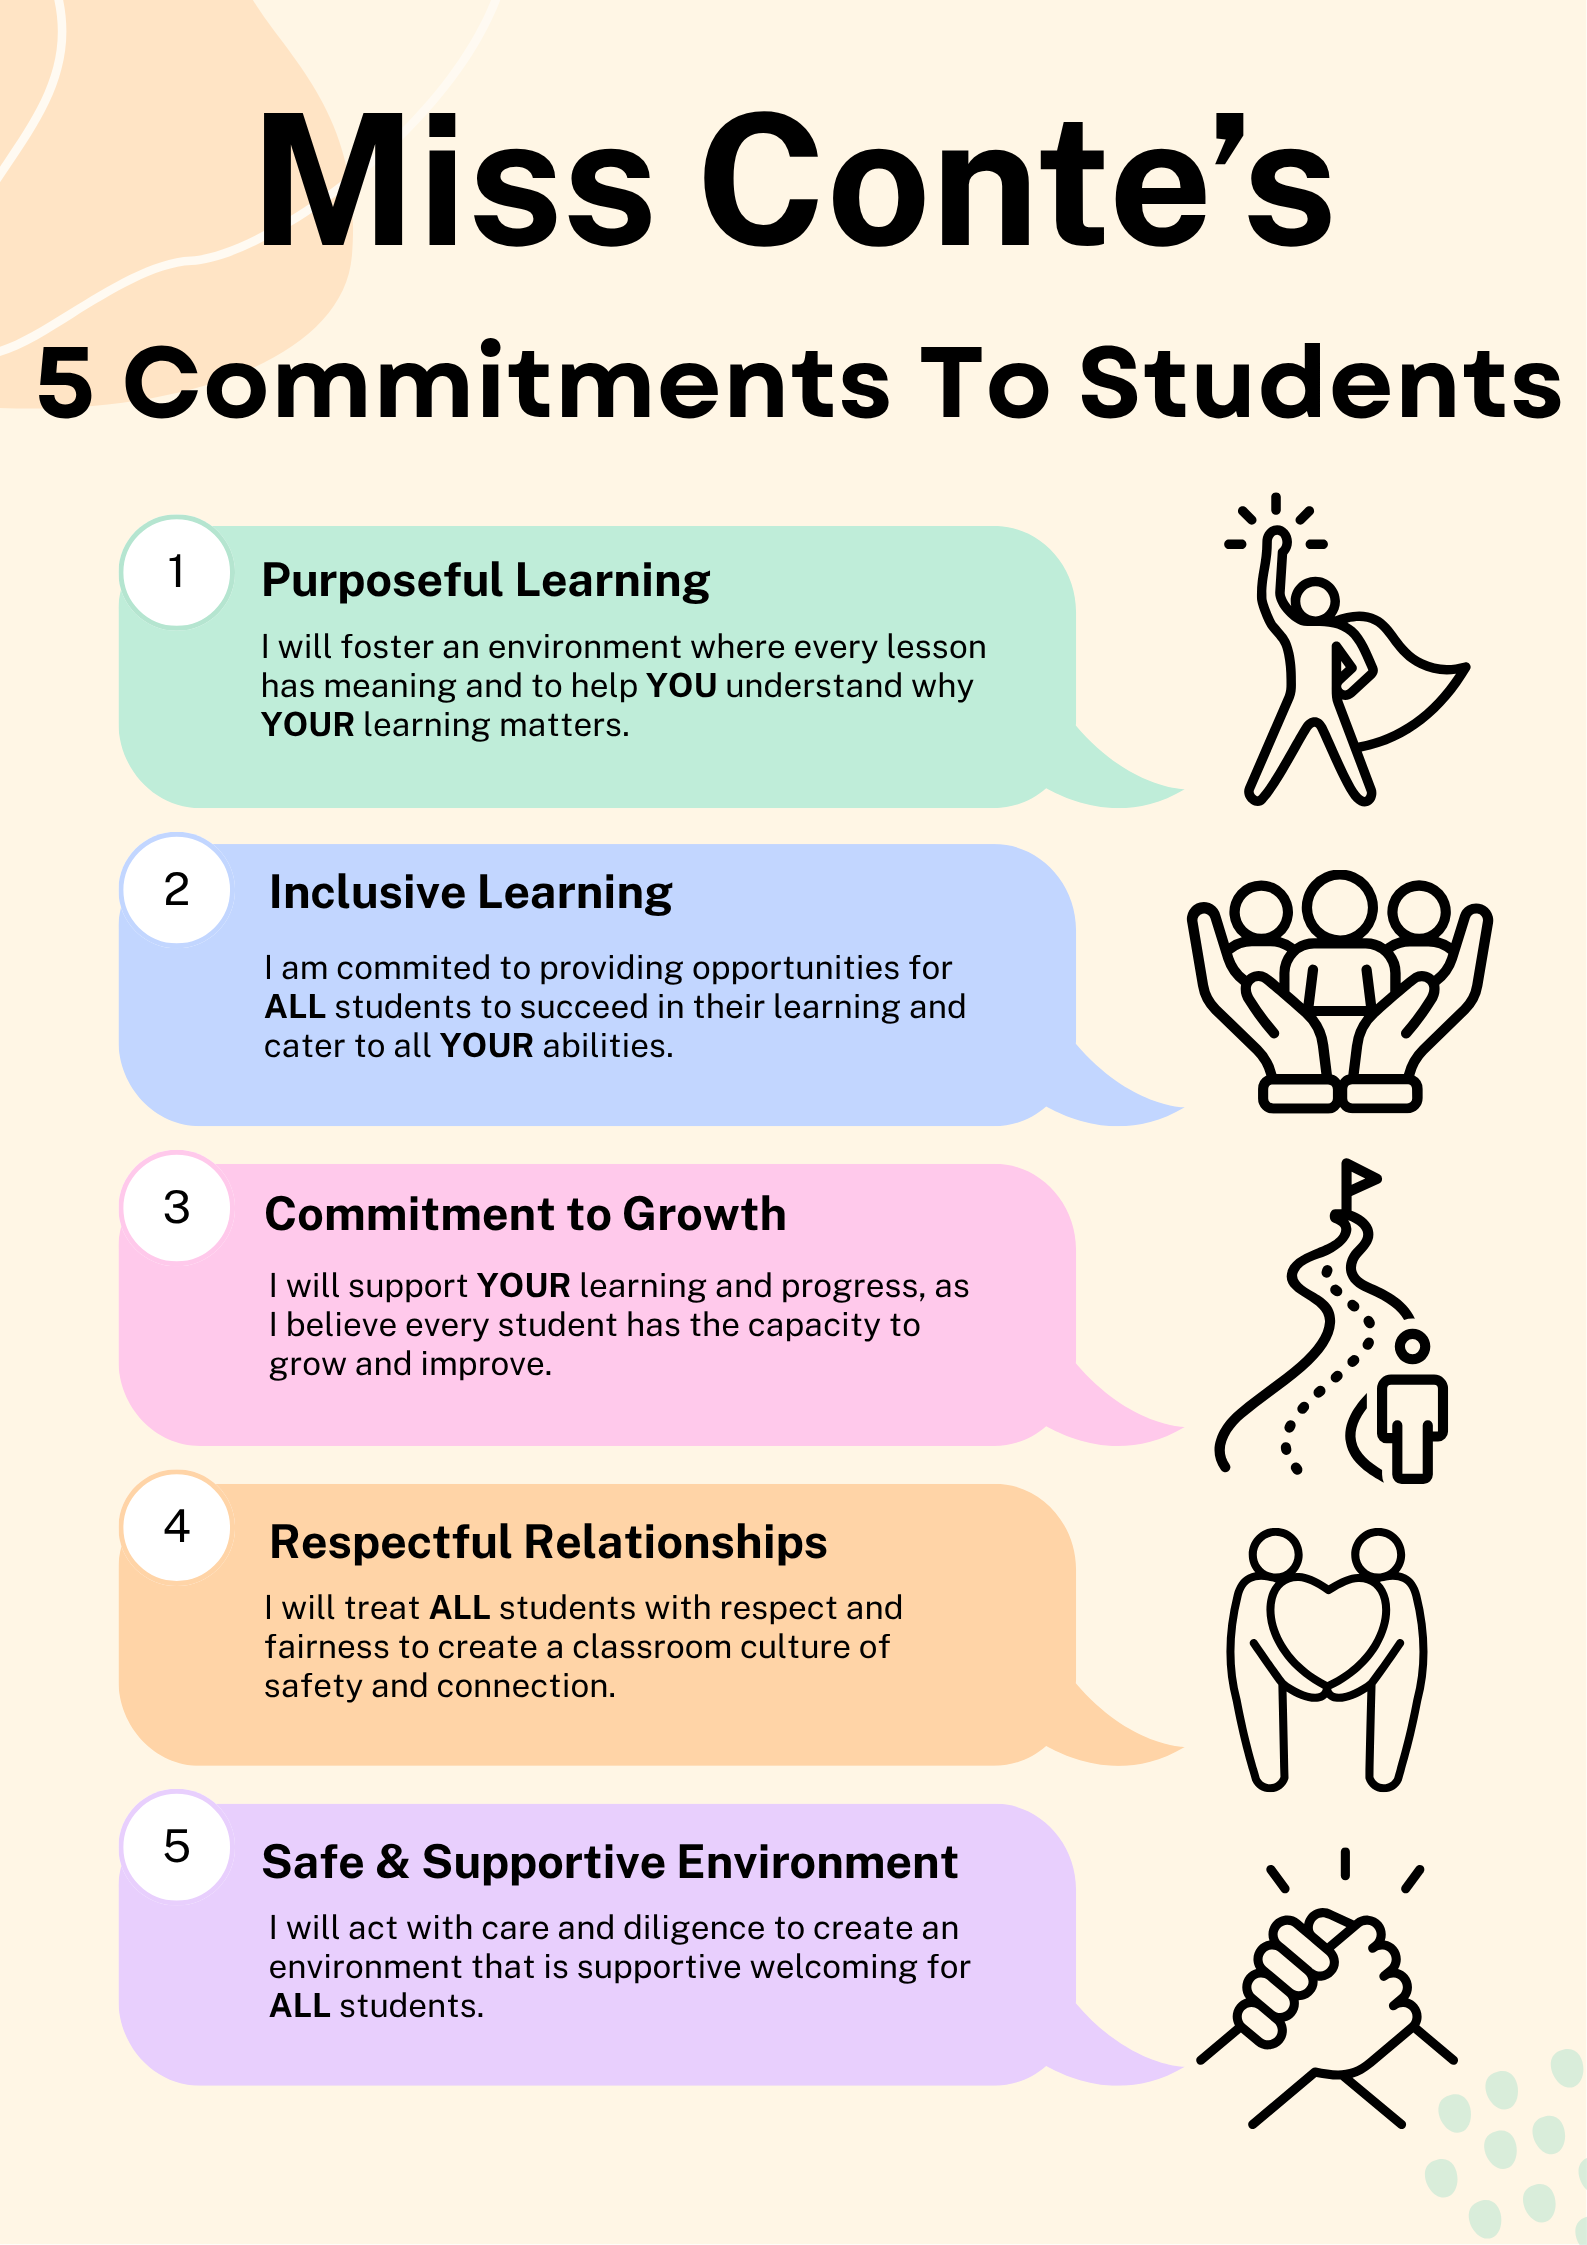 Miss Conte’s
5 Commitments To Students
1
Purposeful Learning
I will foster an environment where every lesson
has meaning and to help YOU understand why
YOUR learning matters.
2
Inclusive Learning
I am commited to providing opportunities for
ALL students to succeed in their learning and
cater to all YOUR abilities.
3
Commitment to Growth
I will support YOUR learning and progress, as
I believe every student has the capacity to
grow and improve.
4
Respectful Relationships
I will treat ALL students with respect and
fairness to create a classroom culture of
safety and connection.
5
Safe & Supportive Environment
I will act with care and diligence to create an
environment that is supportive welcoming for
ALL students.